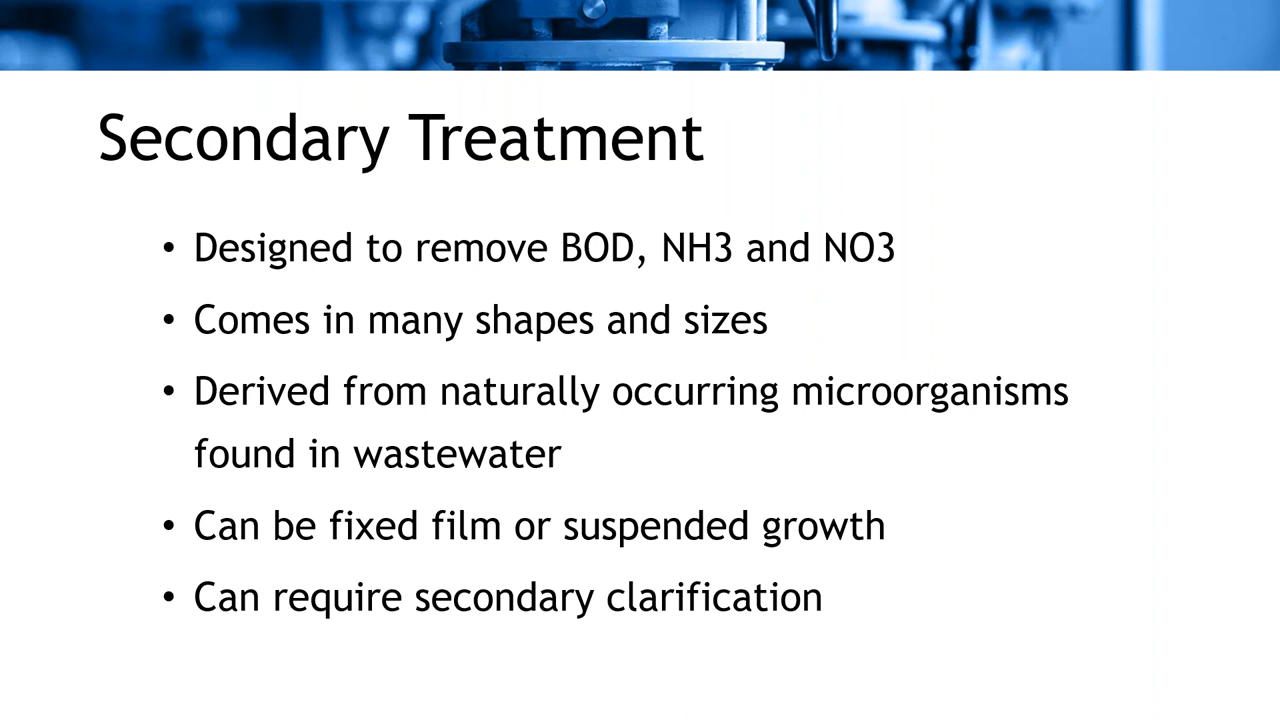 Secondary Treatment
• Designed to remove BOD, NH3 and NO3
• Comes in many shapes and sizes
• Derived from naturally occurring microorganisms
found in wastewater
• Can be fixed film or suspended growth
• Can require secondary clarification